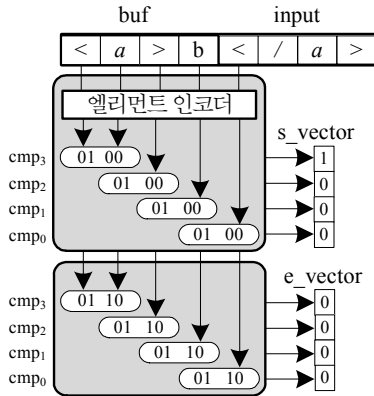 buf input
< a > b < / a >
엘리먼트 인코더
s_vector
cmp3 01 00 1
cmp2 01 00 0
cmp1 01 00 0
cmp0 01 00 0
e_vector
cmp3 01 10 0
cmp2 01 10 0
cmp1 01 10 0
cmp0 01 10 0